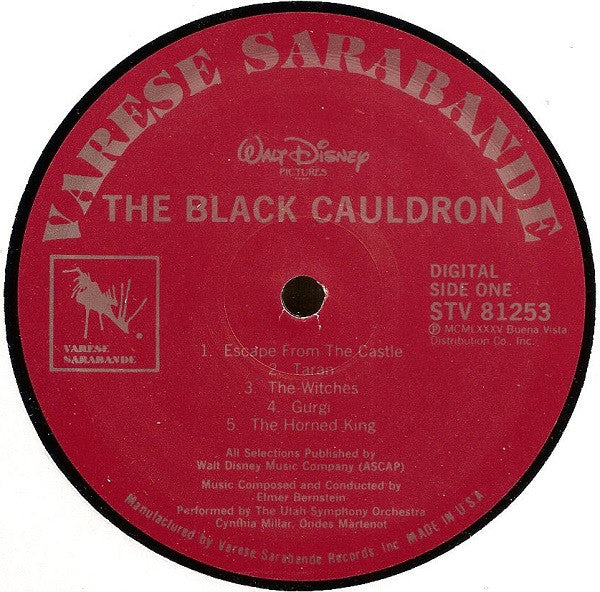 VARESE SARABANDE
WALT DISNEY
PICTURES
THE BLACK CAULDRON
VARESE
SARABANDE
DIGITAL
SIDE ONE
STV 81253
Ⓟ MCMLXXXV Buena Vista
Distribution Co., Inc.
1. Escape From The Castle
2. Taran
3. The Witches
4. Gurgi
5. The Horned King
All Selections Published by
Walt Disney Music Company (ASCAP)
Music Composed and Conducted by
Elmer Bernstein
Performed by The Utah Symphony Orchestra
Cynthia Millar, Ondes Martenot
Manufactured by Varese Sarabande Records Inc MADE IN U.S.A.